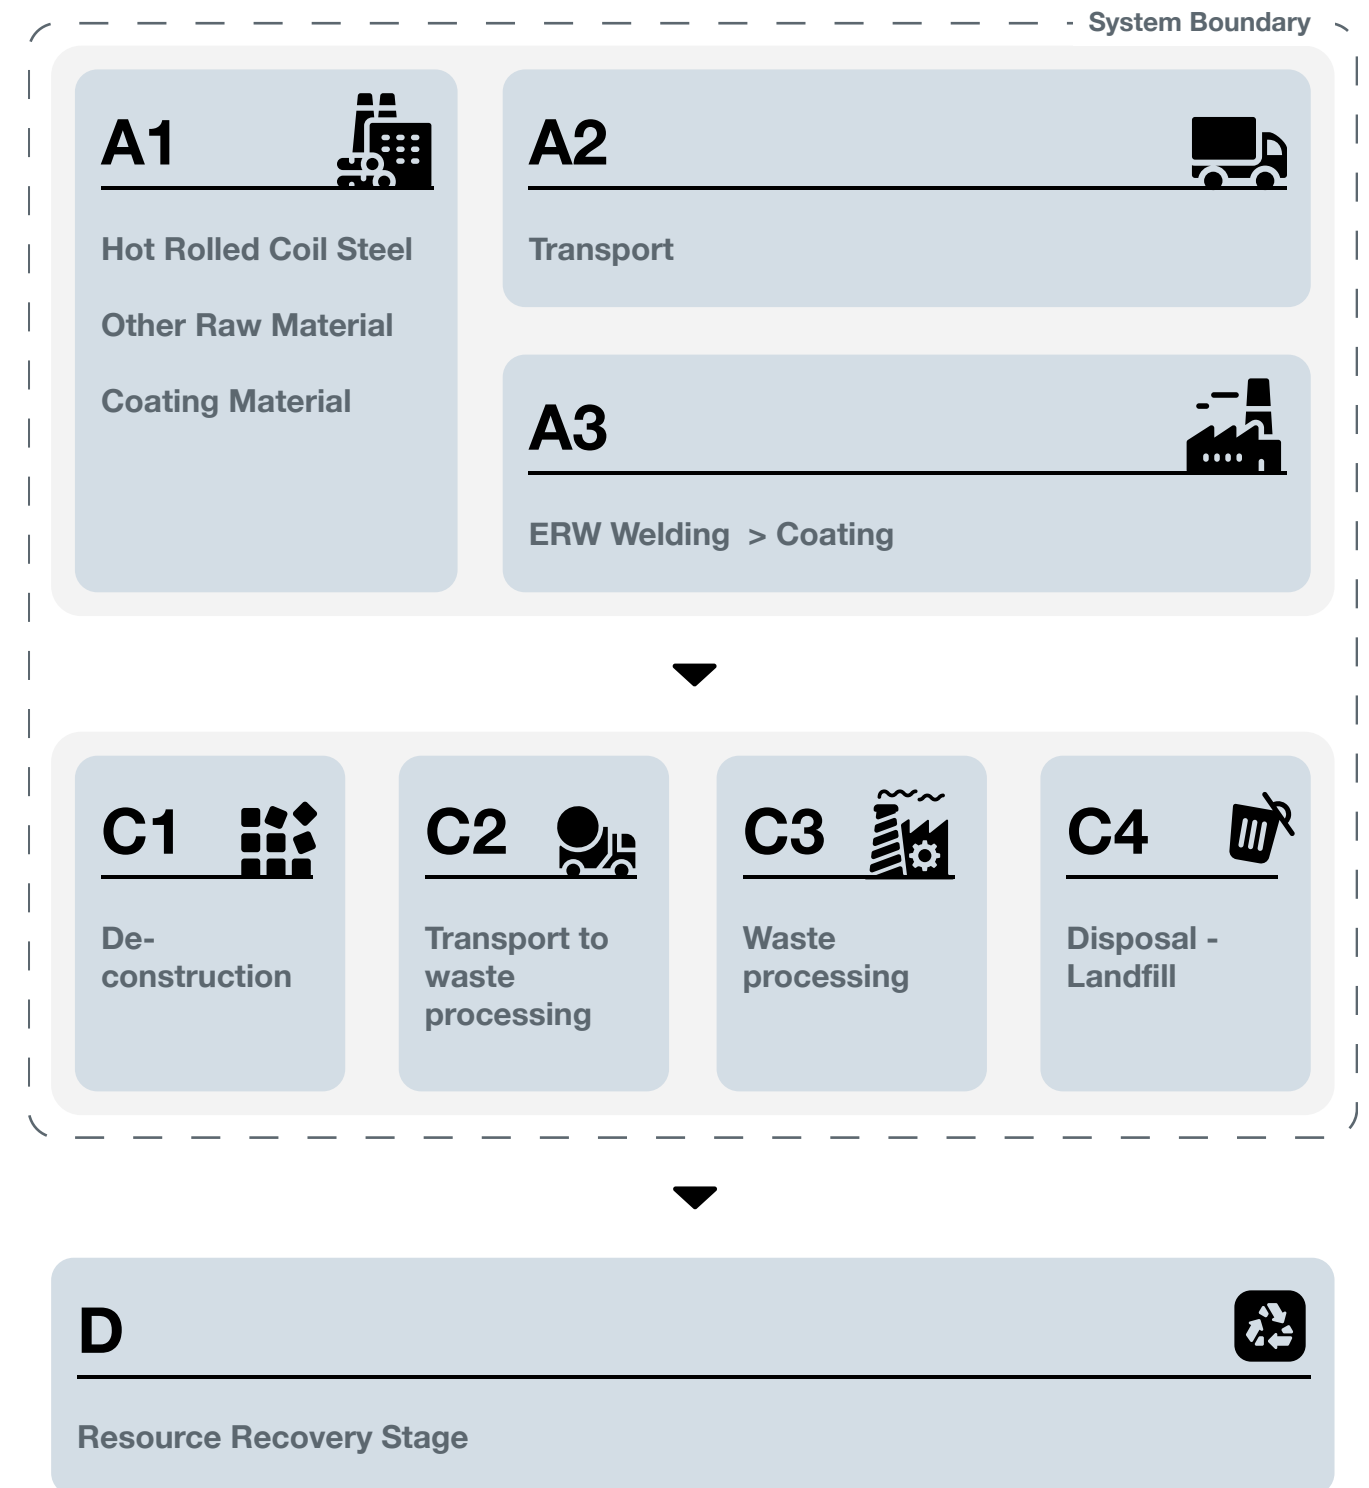 System Boundary
A1
Hot Rolled Coil Steel
Other Raw Material
Coating Material
A2
Transport
A3
ERW Welding  > Coating
C1
De-
construction
C2
Transport to
waste
processing
C3
Waste
processing
C4
Disposal -
Landfill
D
Resource Recovery Stage